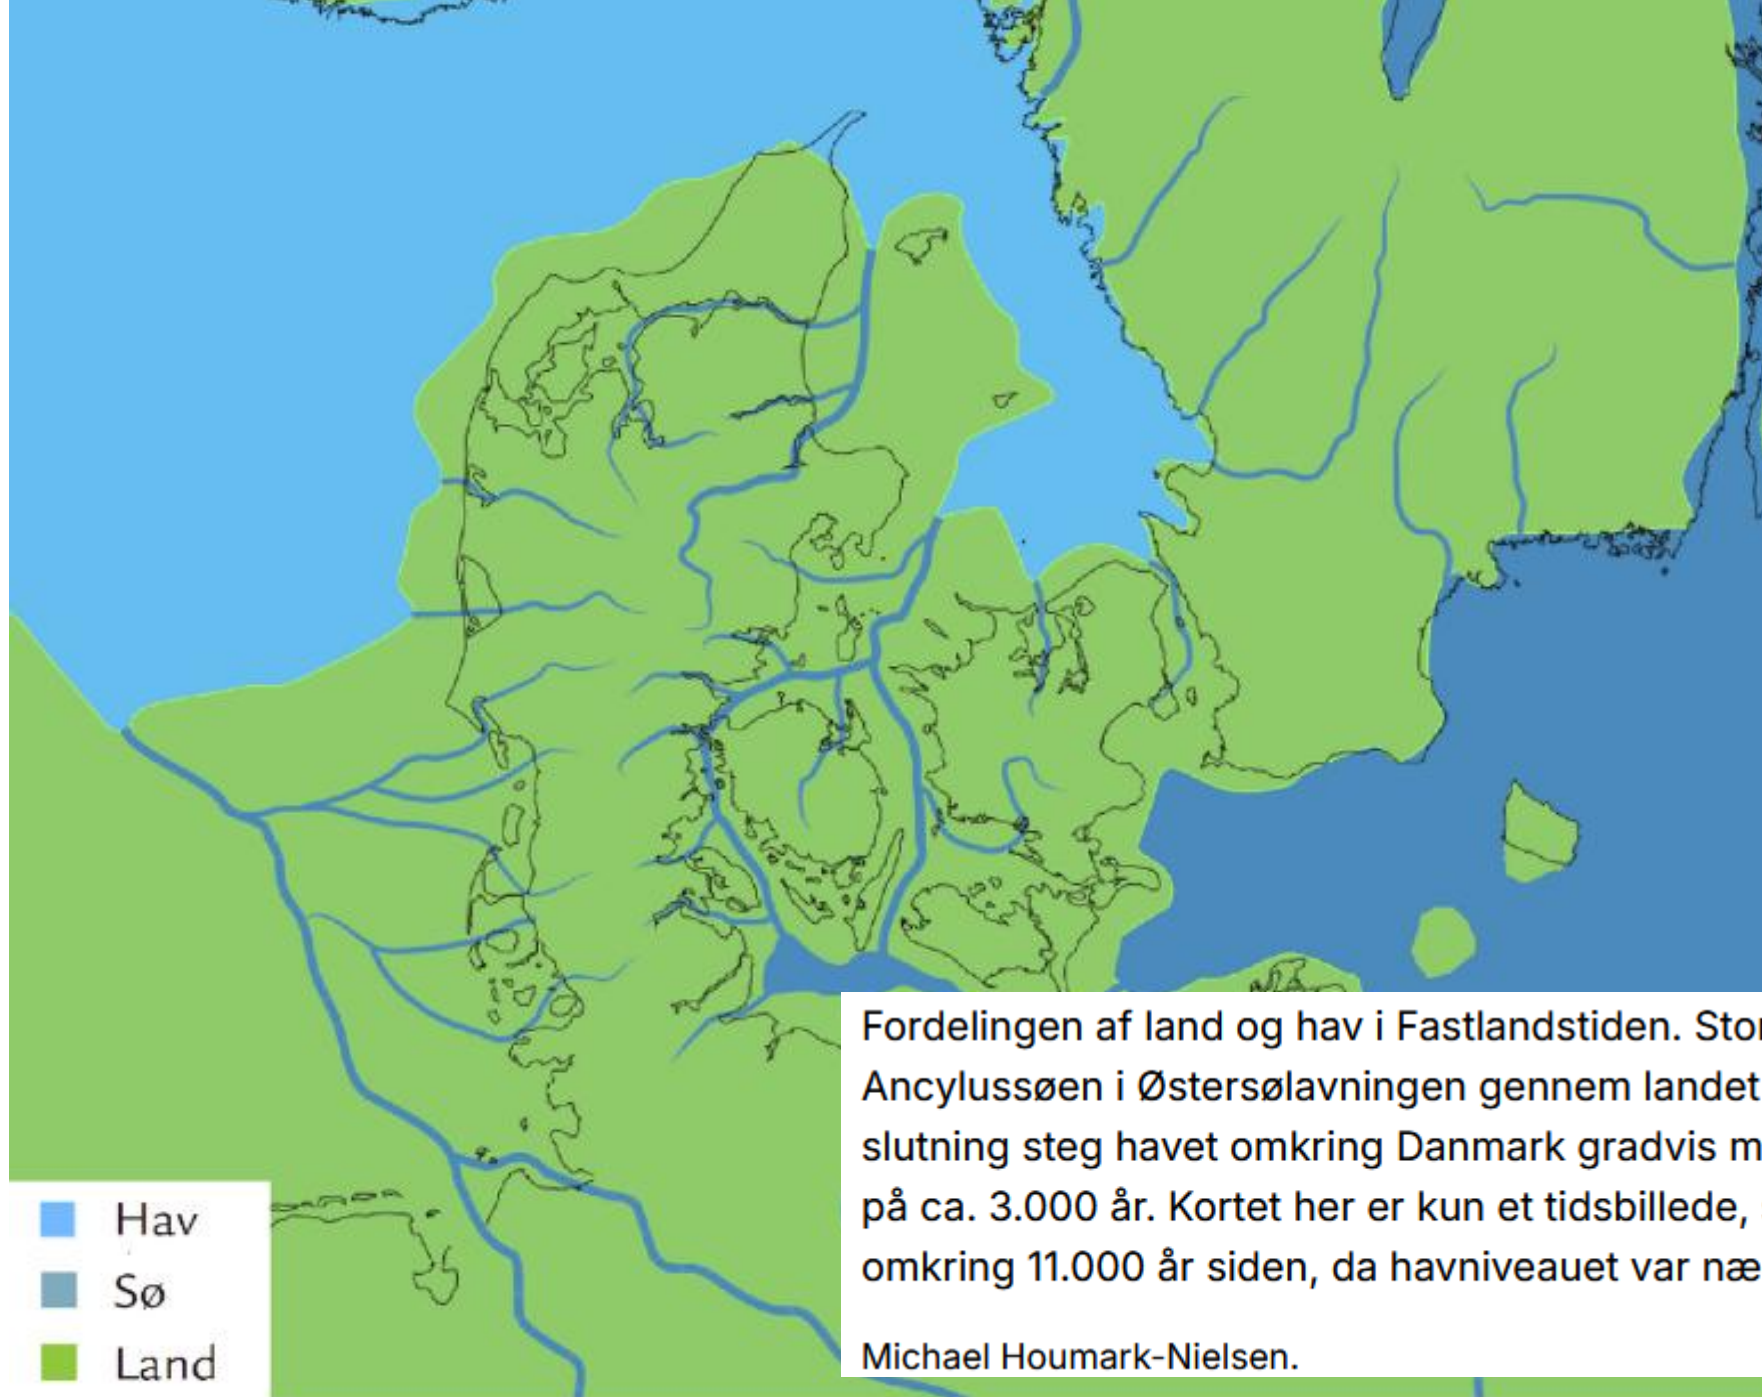 Hav
Sø
Land
Fordelingen af land og hav i Fastlandstiden.
Ancylussøen i Østersølavningen gennem landet
slutning steg havet omkring Danmark gradvis
på ca. 3.000 år. Kortet her er kun et tidsbillede,
omkring 11.000 år siden, da havniveauet var
Michael Houmark-Nielsen.